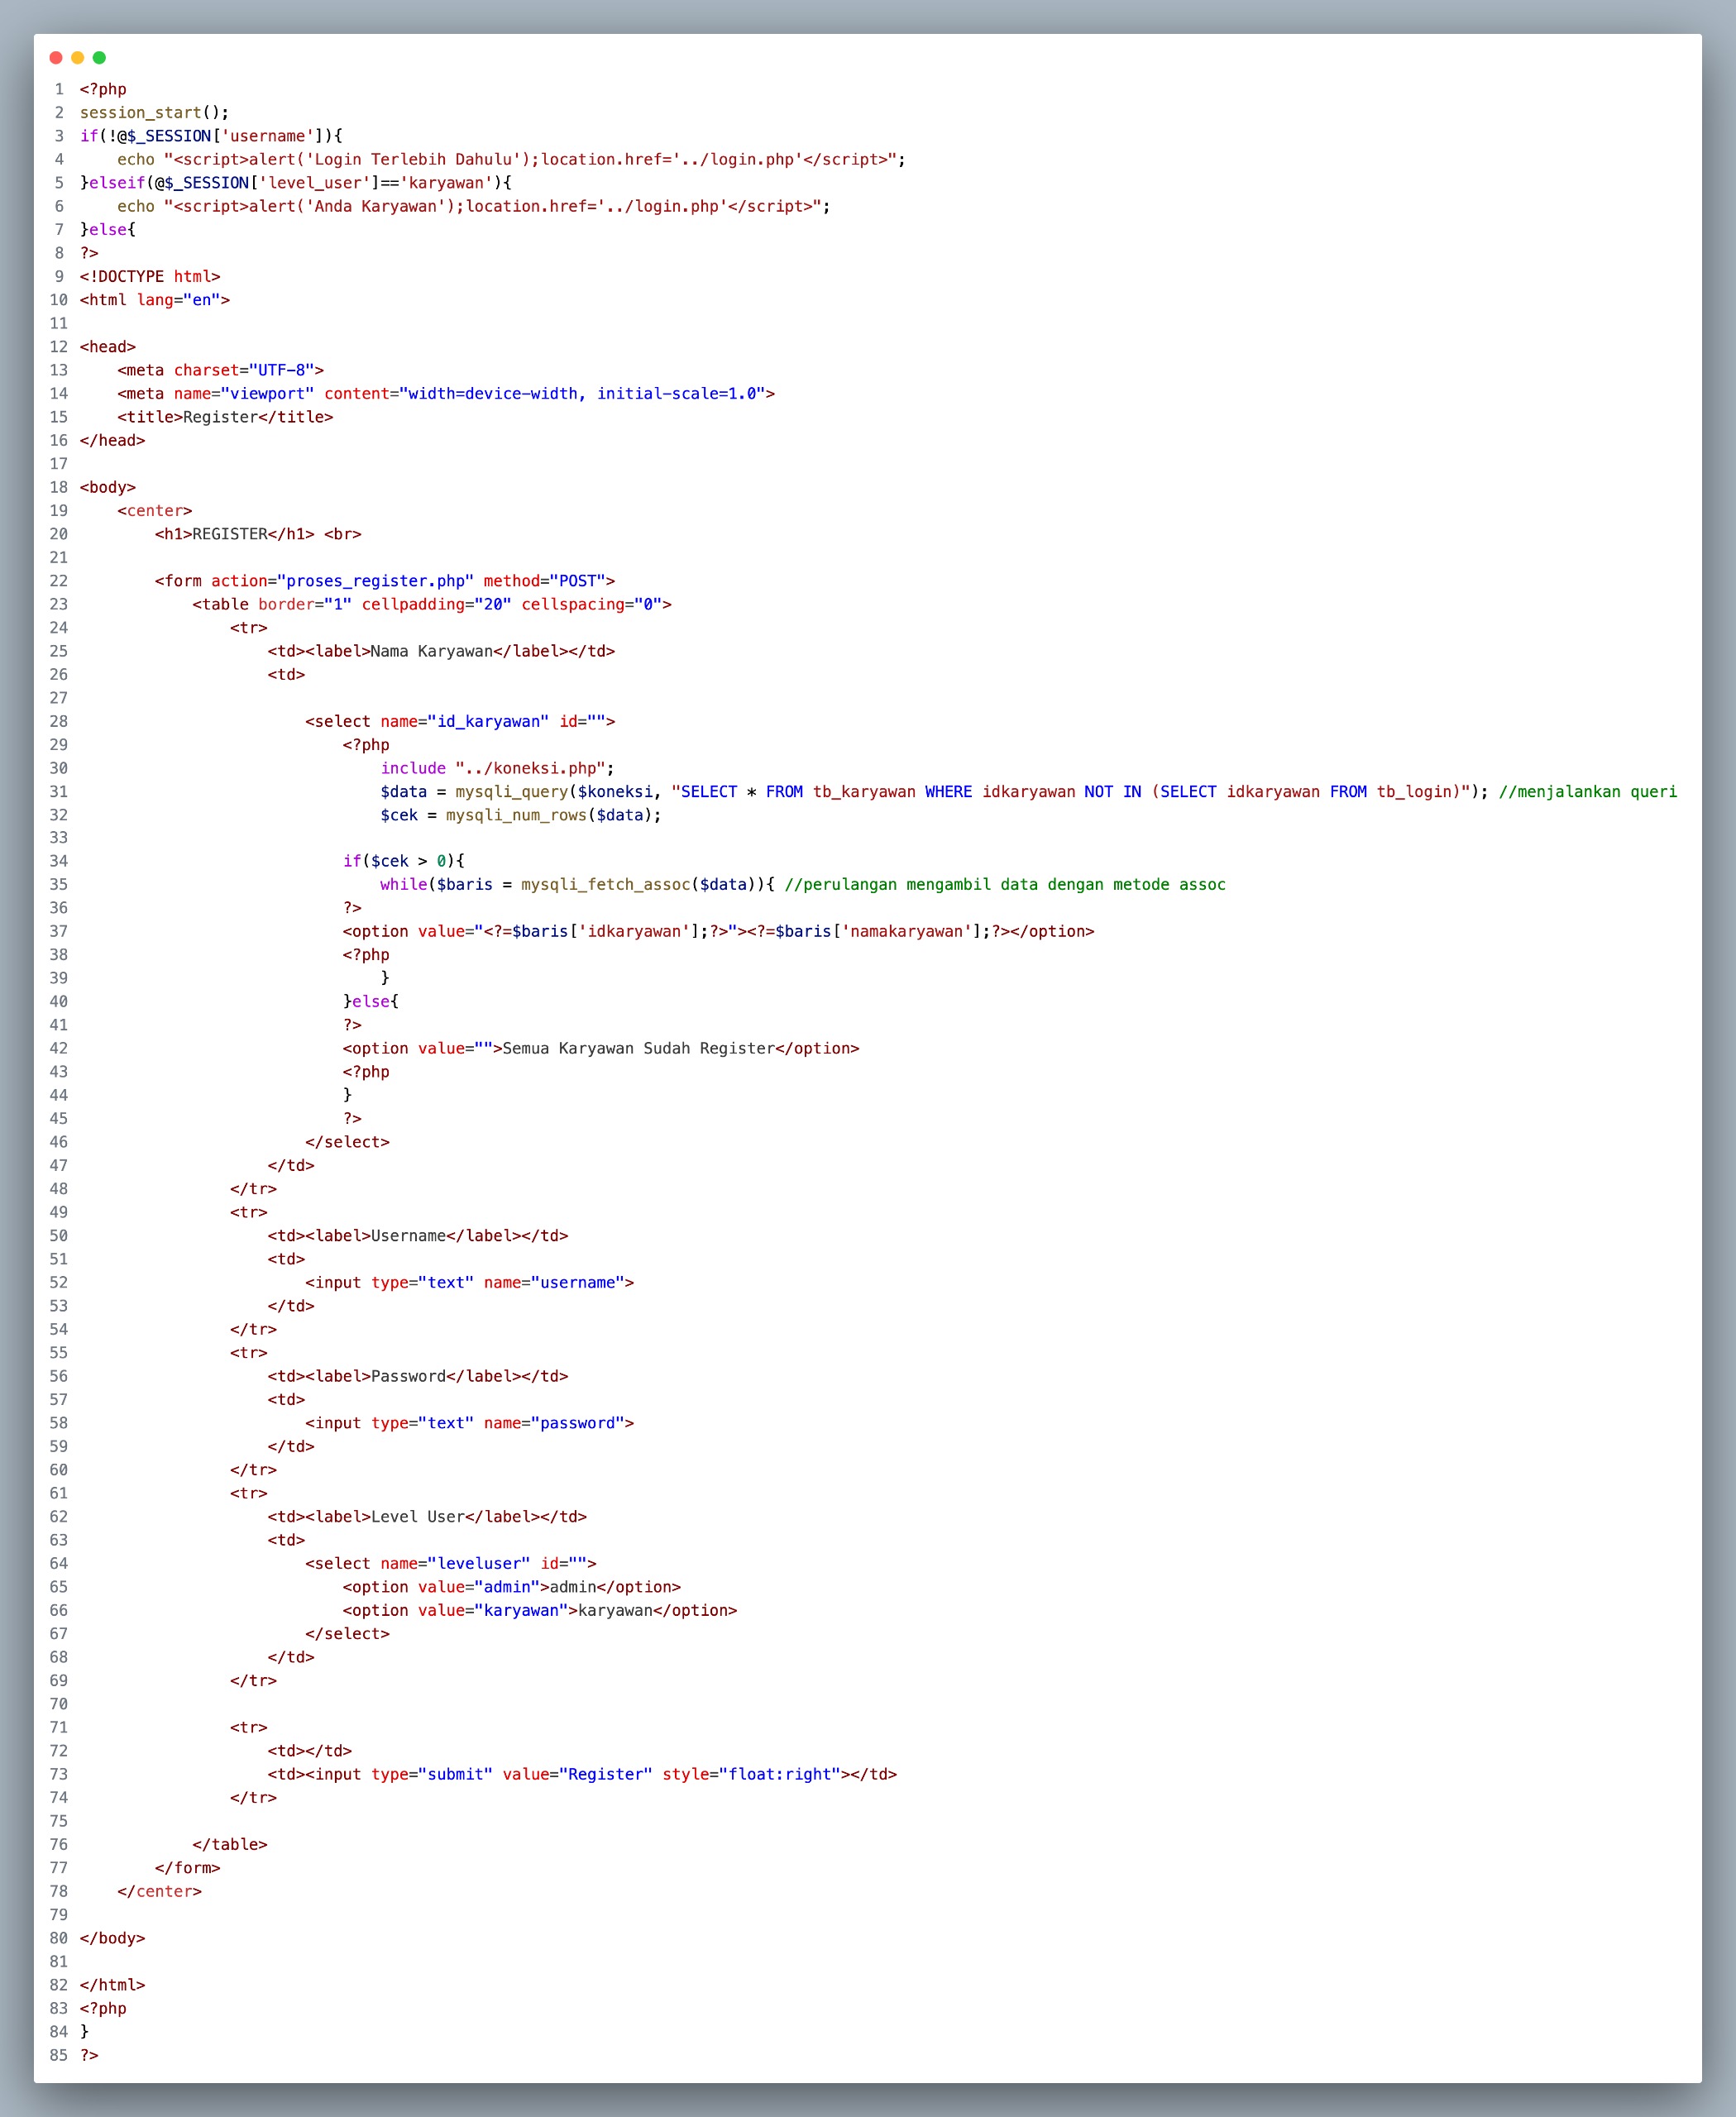 1 <?php
2 session_start();
3 if(!@$_SESSION['username']){
4     echo "<script>alert('Login Terlebih Dahulu');location.href='../login.php'</script>";
5 }elseif(@$_SESSION['level_user']=='karyawan'){
6     echo "<script>alert('Anda Karyawan');location.href='../login.php'</script>";
7 }else{
8 ?>
9 <!DOCTYPE html>
10 <html lang="en">
11
12 <head>
13     <meta charset="UTF-8">
14     <meta name="viewport" content="width=device-width, initial-scale=1.0">
15     <title>Register</title>
16 </head>
17
18 <body>
19     <center>
20         <h1>REGISTER</h1> <br>
21
22         <form action="proses_register.php" method="POST">
23             <table border="1" cellpadding="20" cellspacing="0">
24                 <tr>
25                     <td><label>Nama Karyawan</label></td>
26                     <td>
27
28                         <select name="id_karyawan" id="">
29                             <?php
30                                 include "../koneksi.php";
31                                 $data = mysqli_query($koneksi, "SELECT * FROM tb_karyawan WHERE idkaryawan NOT IN (SELECT idkaryawan FROM tb_login)"); //menjalankan queri
32                                 $cek = mysqli_num_rows($data);
33
34                             if($cek > 0){
35                                 while($baris = mysqli_fetch_assoc($data)){ //perulangan mengambil data dengan metode assoc
36                             ?>
37                             <option value="<?=$baris['idkaryawan'];?>"><?=$baris['namakaryawan'];?></option>
38                             <?php
39                                 }
40                             }else{
41                             ?>
42                             <option value="">Semua Karyawan Sudah Register</option>
43                             <?php
44                             }
45                             ?>
46                         </select>
47                     </td>
48                 </tr>
49                 <tr>
50                     <td><label>Username</label></td>
51                     <td>
52                         <input type="text" name="username">
53                     </td>
54                 </tr>
55                 <tr>
56                     <td><label>Password</label></td>
57                     <td>
58                         <input type="text" name="password">
59                     </td>
60                 </tr>
61                 <tr>
62                     <td><label>Level User</label></td>
63                     <td>
64                         <select name="leveluser" id="">
65                             <option value="admin">admin</option>
66                             <option value="karyawan">karyawan</option>
67                         </select>
68                     </td>
69                 </tr>
70
71                 <tr>
72                     <td></td>
73                     <td><input type="submit" value="Register" style="float:right"></td>
74                 </tr>
75
76             </table>
77         </form>
78     </center>
79
80 </body>
81
82 </html>
83 <?php
84 }
85 ?>